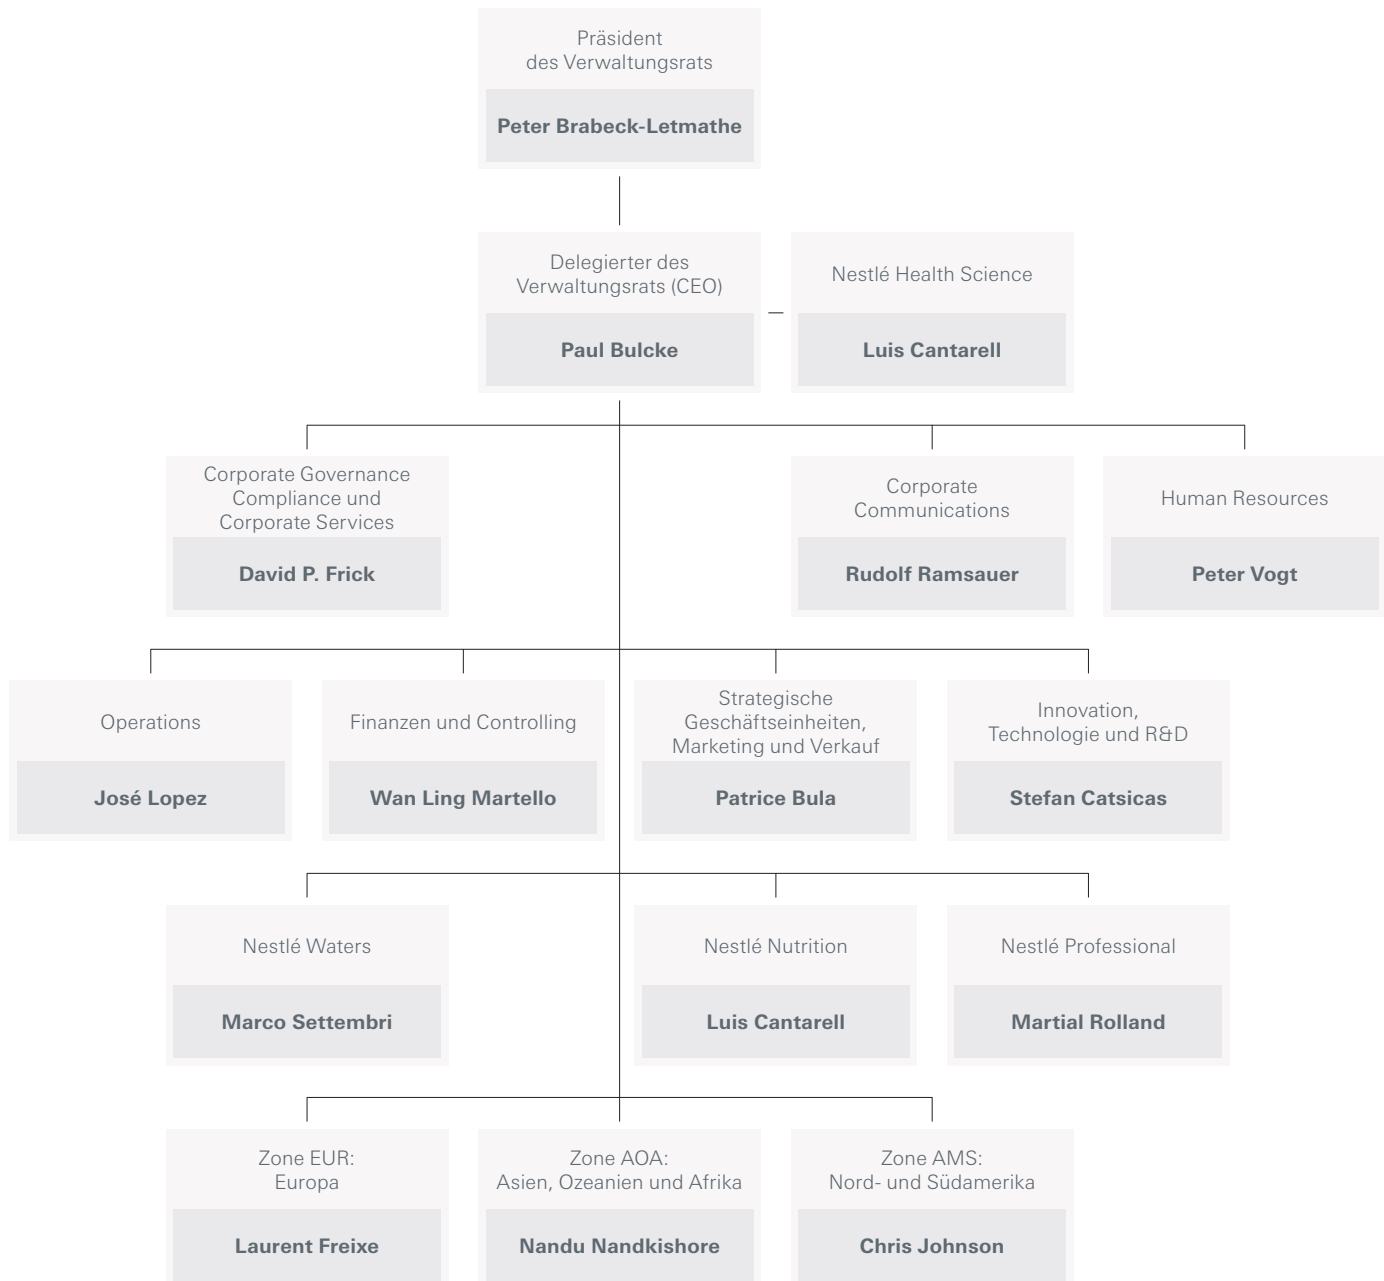 Präsident
des Verwaltungsrats
Peter Brabeck-Letmathe
Delegierter des
Verwaltungsrats (CEO)
Paul Bulcke
Nestlé Health Science
Luis Cantarell
Corporate Governance
Compliance und
Corporate Services
David P. Frick
Corporate
Communications
Rudolf Ramsauer
Human Resources
Peter Vogt
Operations
José Lopez
Finanzen und Controlling
Wan Ling Martello
Strategische
Geschäftseinheiten,
Marketing und Verkauf
Patrice Bula
Innovation,
Technologie und R&D
Stefan Catsicas
Nestlé Waters
Marco Settembri
Nestlé Nutrition
Luis Cantarell
Nestlé Professional
Martial Rolland
Zone EUR:
Europa
Laurent Freixe
Zone AOA:
Asien, Ozeanien und Afrika
Nandu Nandkishore
Zone AMS:
Nord- und Südamerika
Chris Johnson